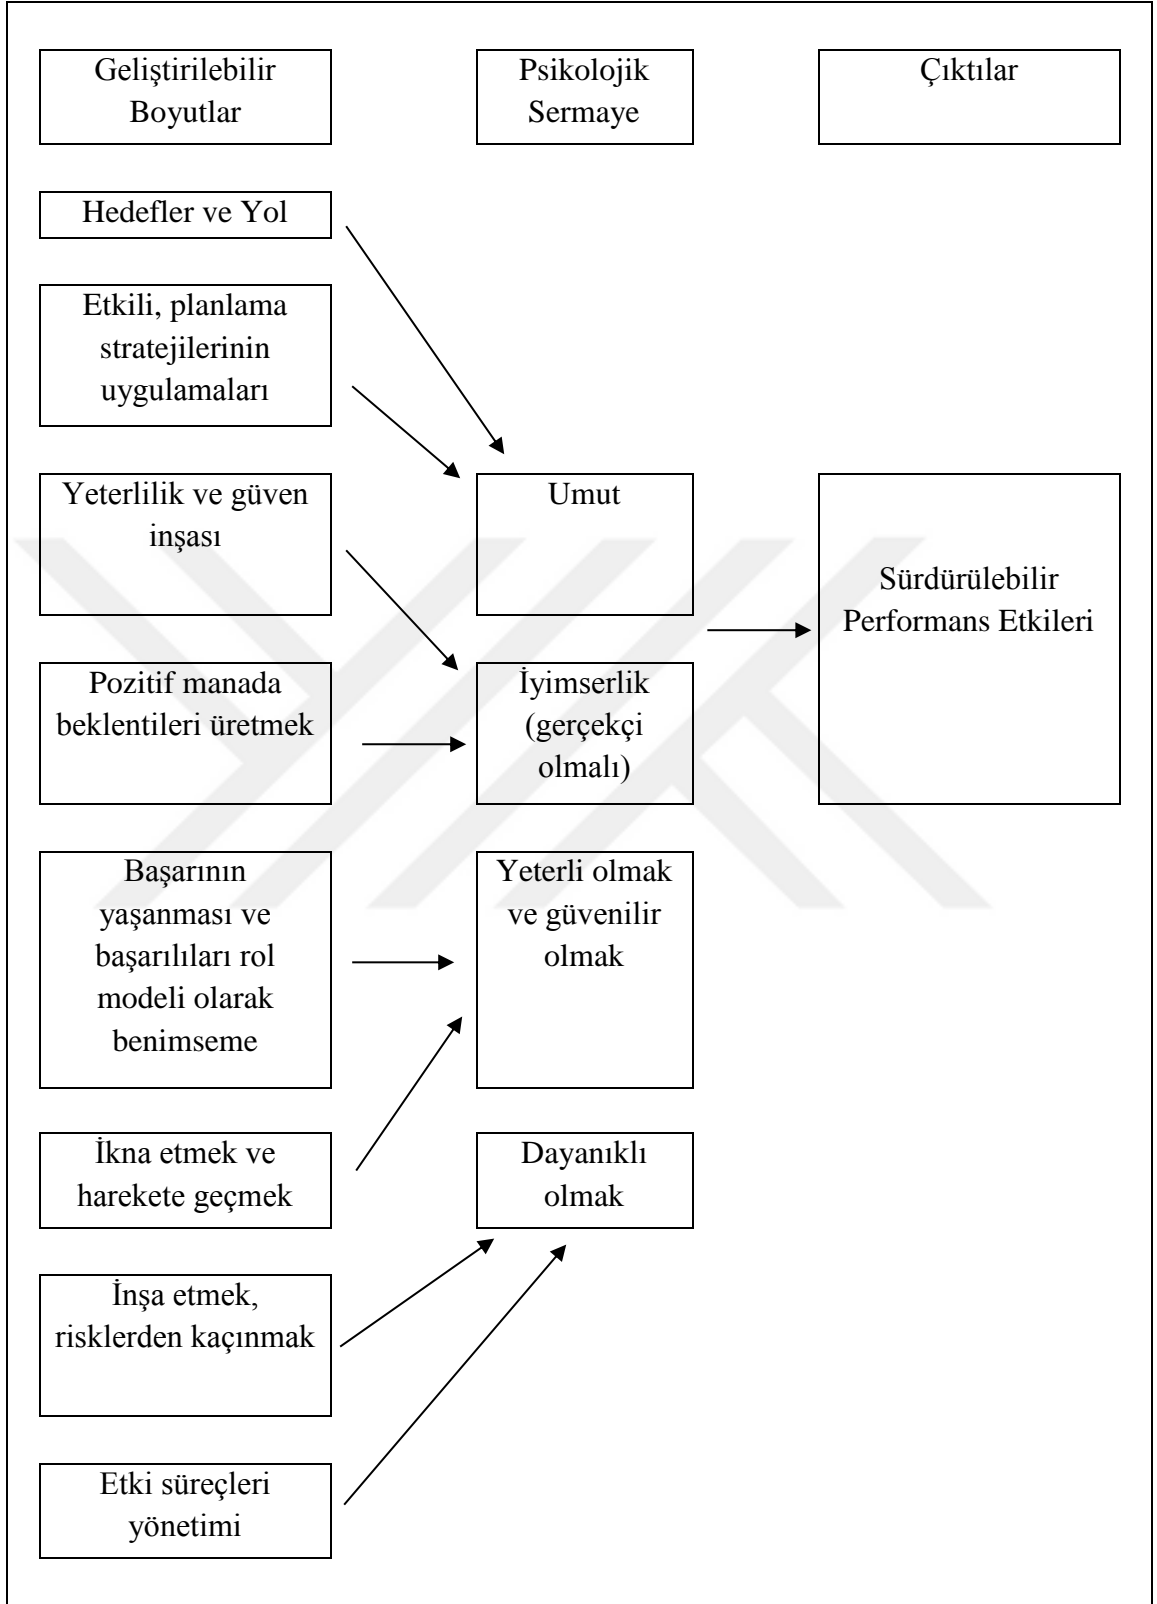 Geliştirilebilir
Boyutlar
Psikolojik
Sermaye
Çıktılar
Hedefler ve Yol
Etkili, planlama
stratejilerinin
uygulamaları
Yeterlilik ve güven
inşası
Umut
Sürdürülebilir
Performans Etkileri
Pozitif manada
beklentileri üretmek
İyimserlik
(gerçekçi
olmalı)
Başarının
yaşanması ve
başarılıları rol
modeli olarak
benimseme
Yeterli olmak
ve güvenilir
olmak
İkna etmek ve
harekete geçmek
Dayanıklı
olmak
İnşa etmek,
risklerden kaçınmak
Etki süreçleri
yönetimi